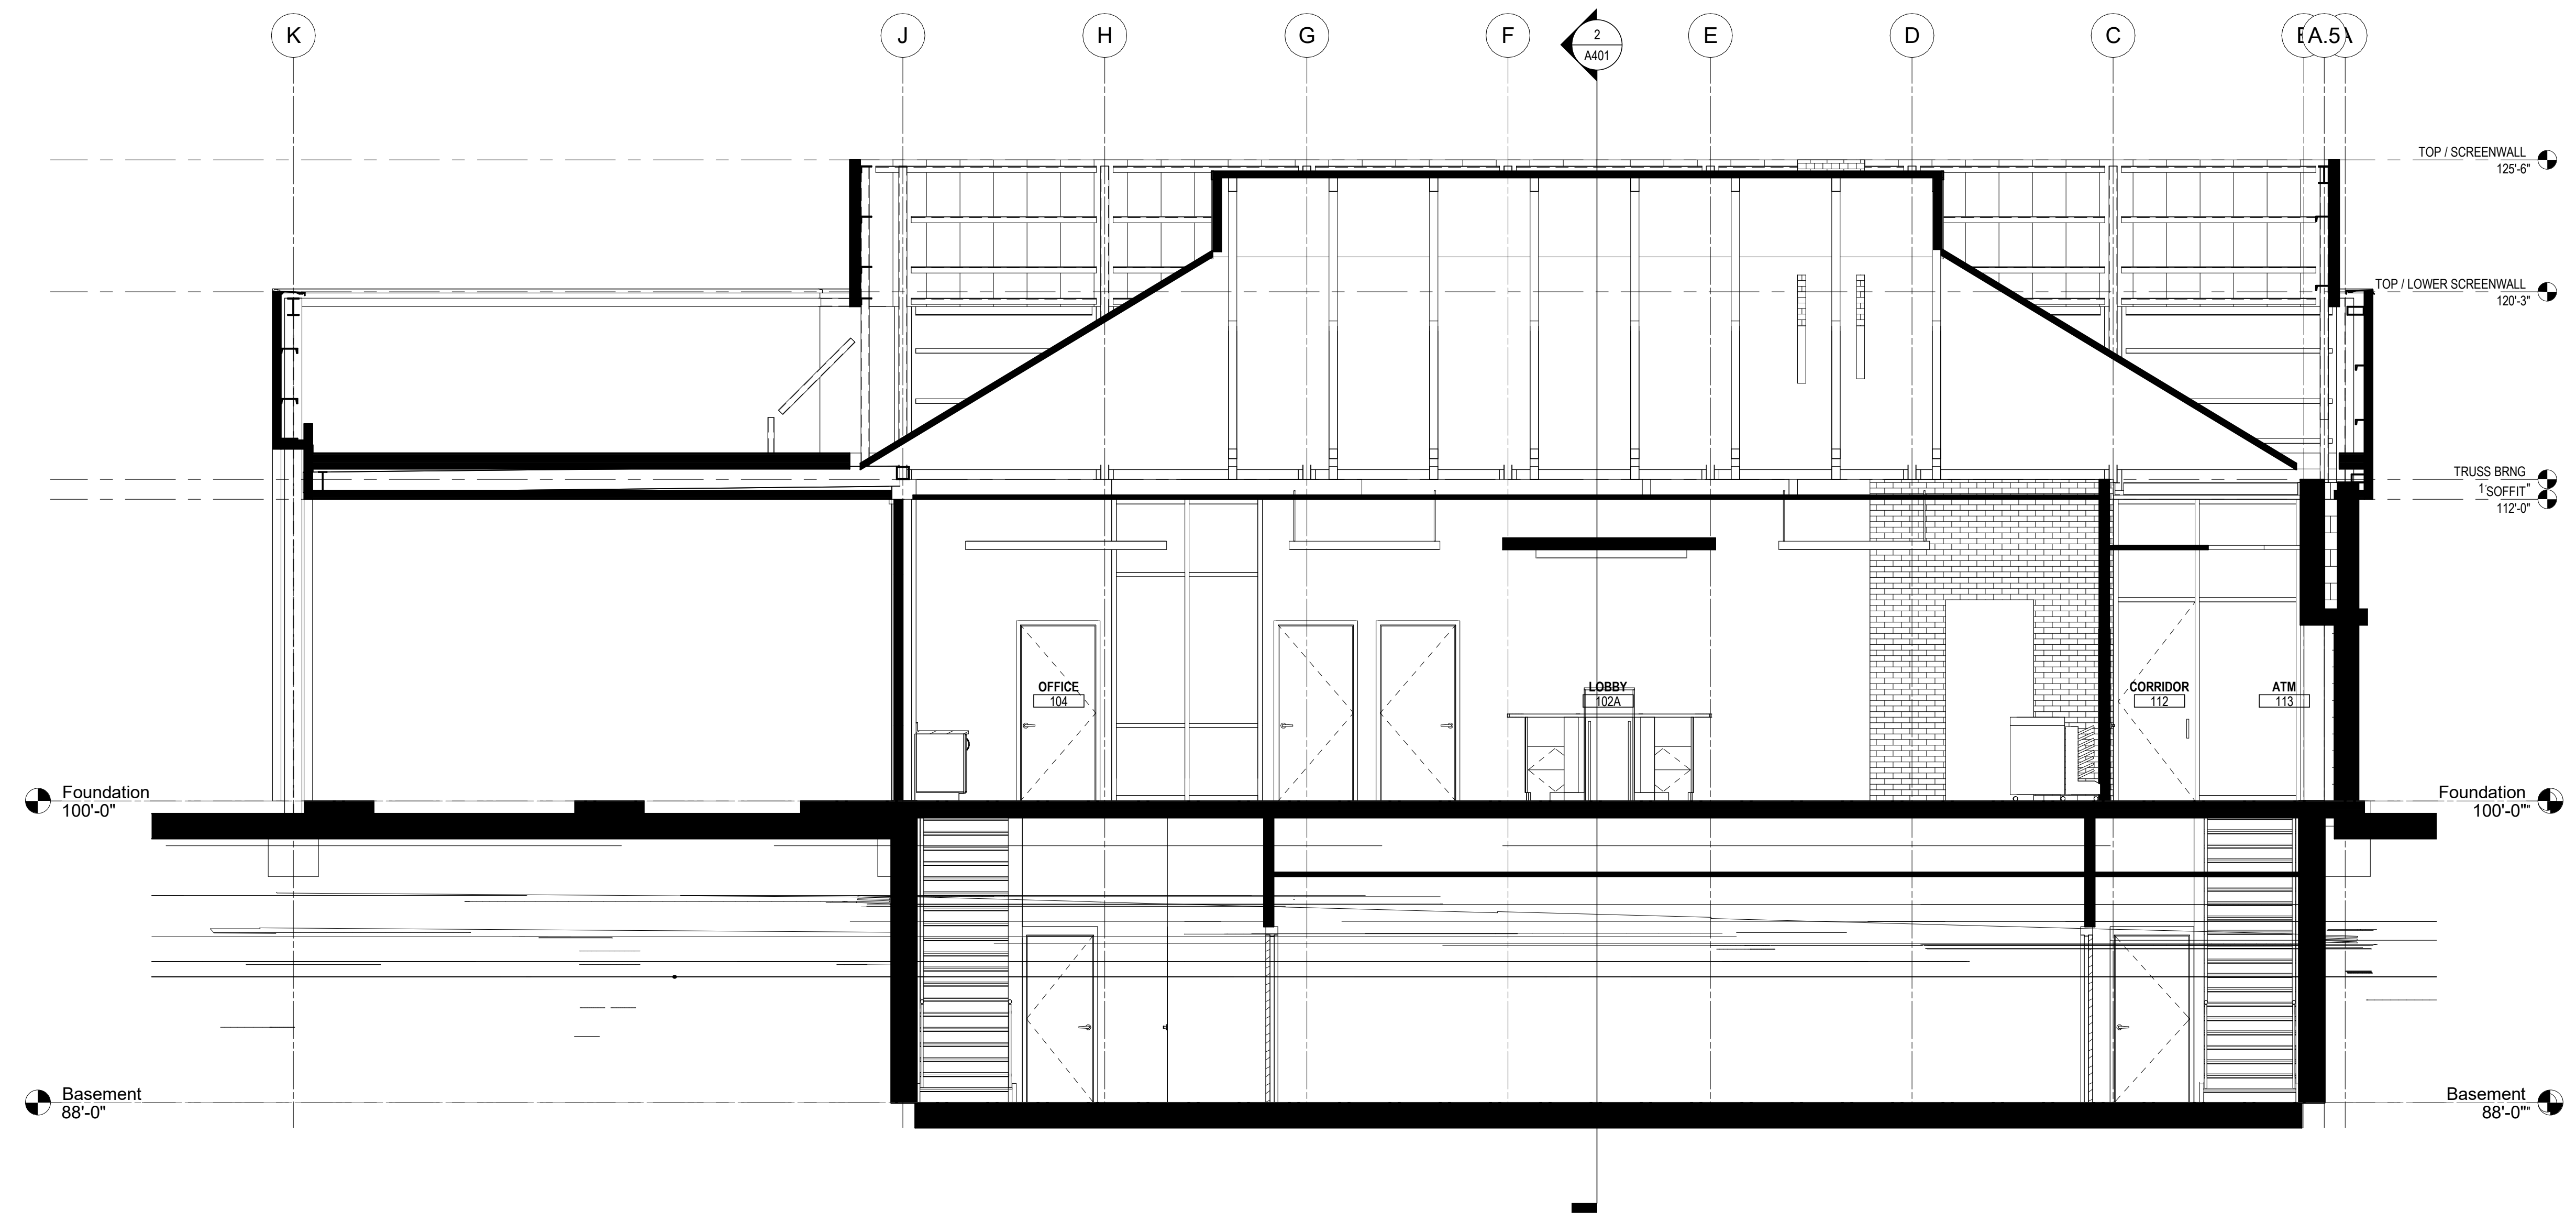 K
J
H
G
F
2
A401
E
D
C
A.5
TOP / SCREENWALL
125'-6"
TOP / LOWER SCREENWALL
120'-3"
TRUSS BRNG
SOFFIT
112'-0"
OFFICE
104
LOBBY
102A
CORRIDOR
112
ATM
113
Foundation
100'-0"
Foundation
100'-0"
Basement
88'-0"
Basement
88'-0"